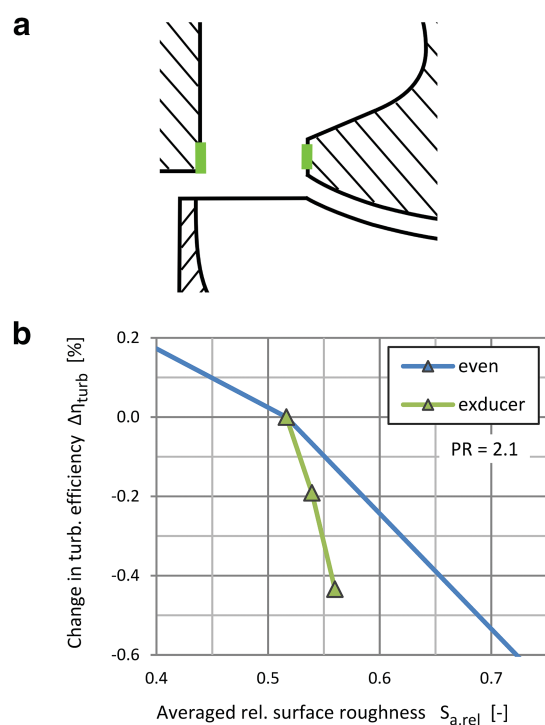 a
b
Change in turb. efficiency Δη_turb [%]
0.2
0.0
-0.2
-0.4
-0.6
even
exducer
PR = 2.1
0.4 0.5 0.6 0.7
Averaged rel. surface roughness S_a,rel [-]